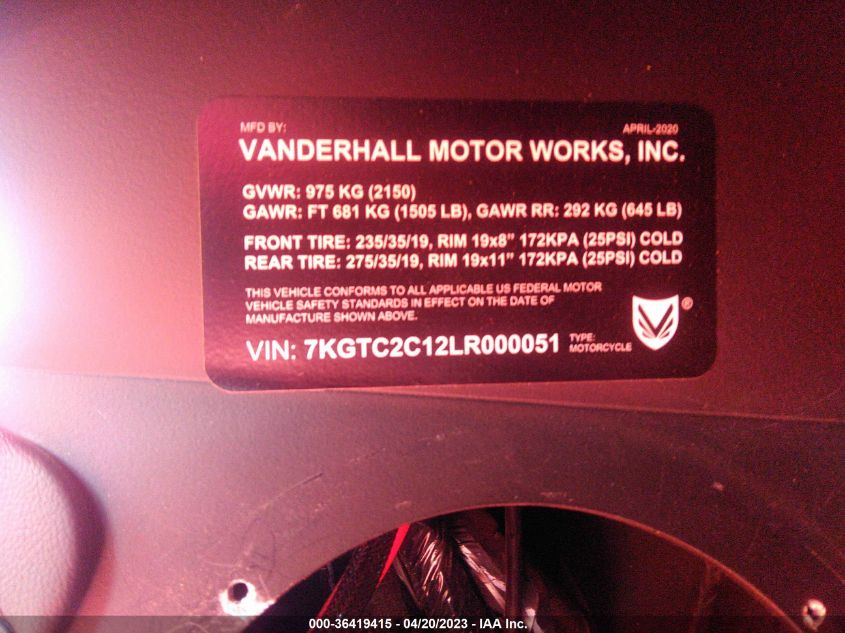 MFD BY: APRIL-2020
VANDERHALL MOTOR WORKS, INC.
GVWR: 975 KG (2150)
GAWR: FT 681 KG (1505 LB), GAWR RR: 292 KG (645 LB)
FRONT TIRE: 235/35/19, RIM 19x8” 172KPA (25PSI) COLD
REAR TIRE: 275/35/19, RIM 19x11” 172KPA (25PSI) COLD
THIS VEHICLE CONFORMS TO ALL APPLICABLE US FEDERAL MOTOR
VEHICLE SAFETY STANDARDS IN EFFECT ON THE DATE OF
MANUFACTURE SHOWN ABOVE.
®
VIN: 7KGTC2C12LR000051 TYPE:
MOTORCYCLE
000-36419415 - 04/20/2023 - IAA Inc.